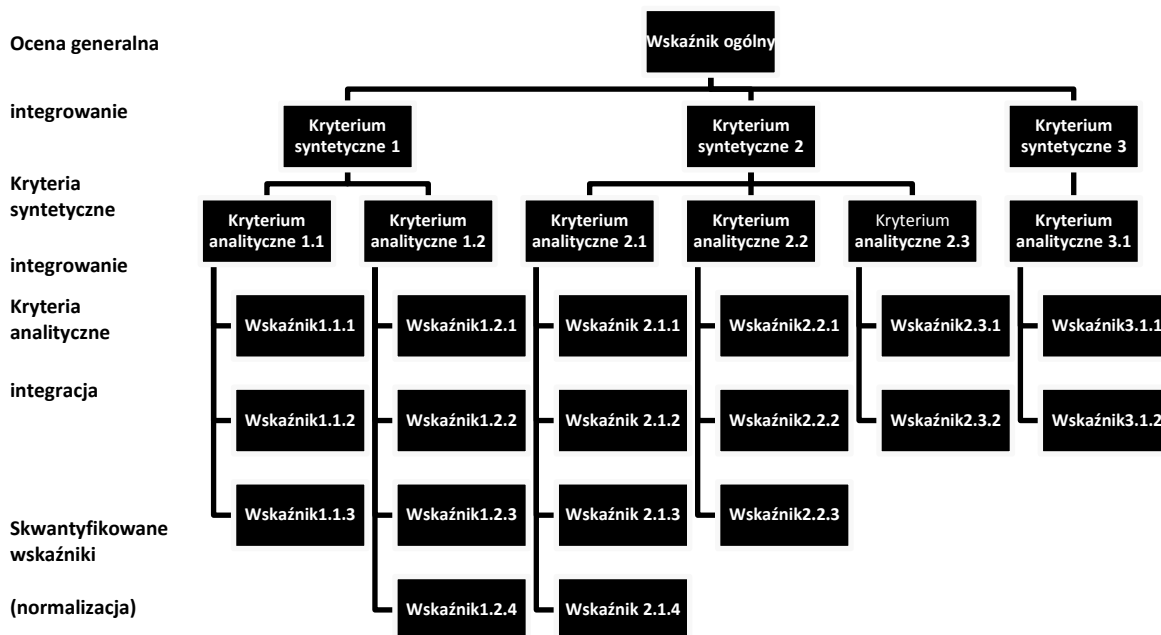 Ocena generalna
Wskaźnik ogólny
integrowanie
Kryterium
syntetyczne 1
Kryterium
syntetyczne 2
Kryterium
syntetyczne 3
Kryteria
syntetyczne
Kryterium
analityczne 1.1
Kryterium
analityczne 1.2
Kryterium
analityczne 2.1
Kryterium
analityczne 2.2
Kryterium
analityczne 2.3
Kryterium
analityczne 3.1
integrowanie
Kryteria
analityczne
Wskaźnik1.1.1
Wskaźnik1.2.1
Wskaźnik 2.1.1
Wskaźnik2.2.1
Wskaźnik2.3.1
Wskaźnik3.1.1
integracja
Wskaźnik1.1.2
Wskaźnik1.2.2
Wskaźnik 2.1.2
Wskaźnik2.2.2
Wskaźnik2.3.2
Wskaźnik3.1.2
Skwantyfikowane
wskaźniki
Wskaźnik1.1.3
Wskaźnik1.2.3
Wskaźnik 2.1.3
Wskaźnik2.2.3
(normalizacja)
Wskaźnik1.2.4
Wskaźnik 2.1.4